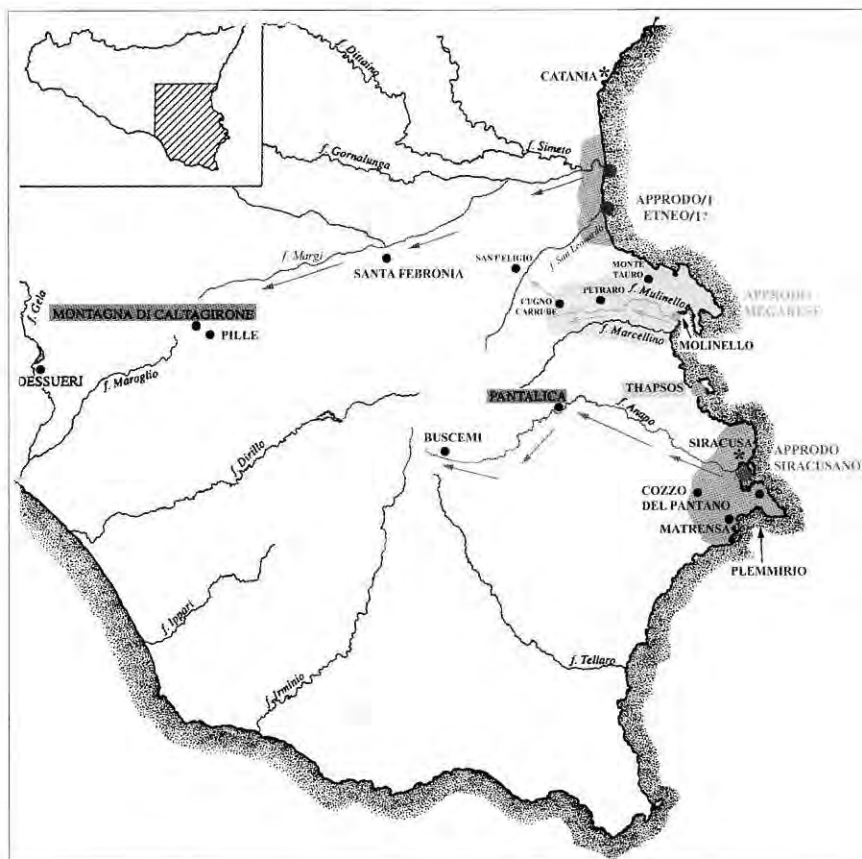 f. Dittaino
CATANIA
f. Simeto
f. Gornalunga
APPRODO/I
ETNEO/I?
f. San Leonardo
f. Margi
SANTA FEBRONIA
SANT'ELIGIO
MONTE
TAURO
PETRARO
f. Mulinello
CUGNO
CARRUBE
APPRODO
MEGARESE
f. Gela
MONTAGNA DI CALTAGIRONE
PILLE
f. Marcellino
MOLINELLO
DESSUERI
f. Maroglio
THAPSOS
PANTALICA
f. Anapo
BUSCEMI
SIRACUSA
APPRODO
SIRACUSANO
f. Dirillo
COZZO
DEL PANTANO
MATRENSA
PLEMMIRIO
f. Ippari
f. Irminio
f. Tellaro